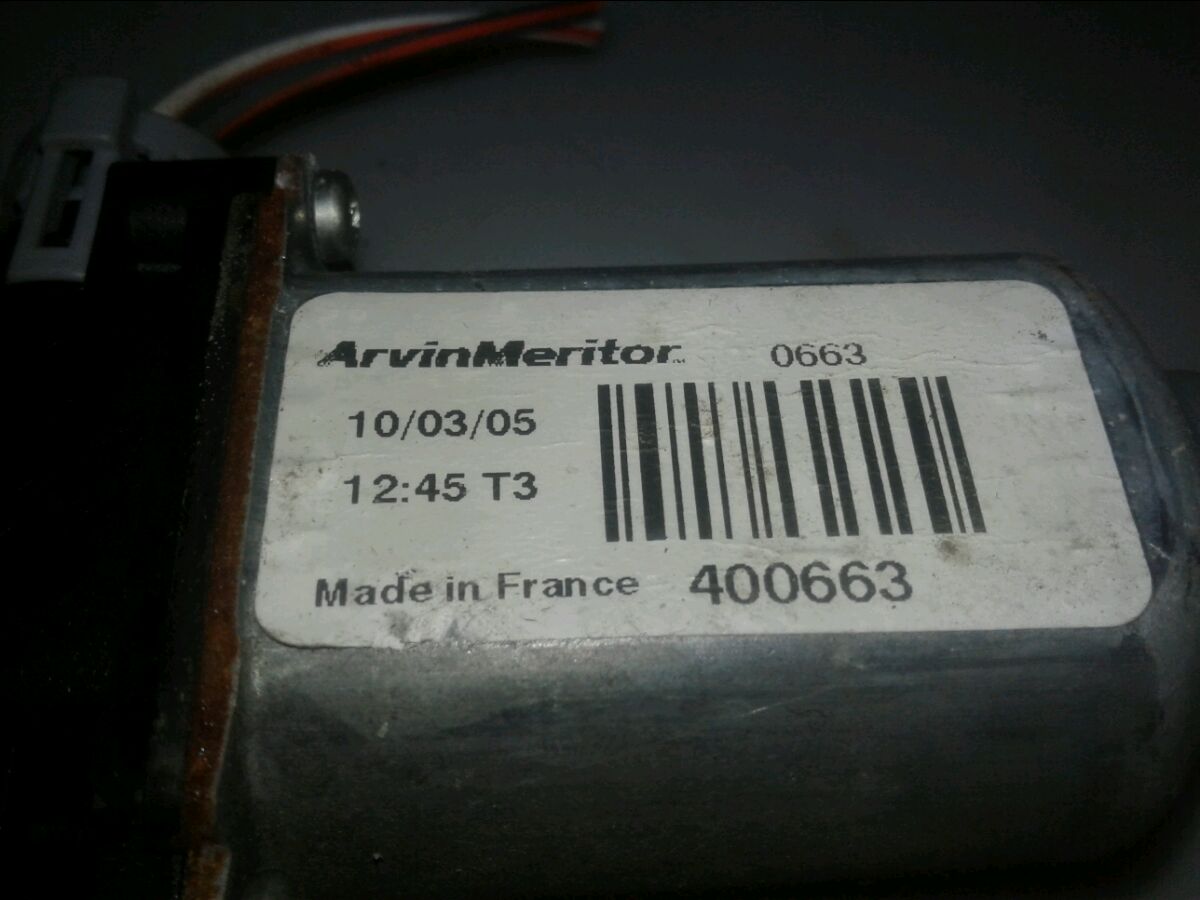 ArvinMeritor 0663
10/03/05
12:45 T3
Made in France 400663